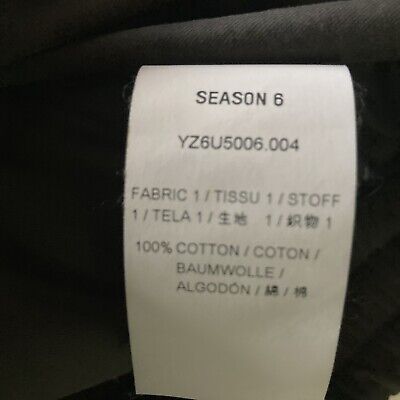 SEASON 6
YZ6U5006.004
FABRIC 1 / TISSU 1 / STOFF
1 / TELA 1 / 生地 1 / 織物 1
100% COTTON / COTON /
BAUMWOLLE /
ALGODÓN / 綿 / 棉